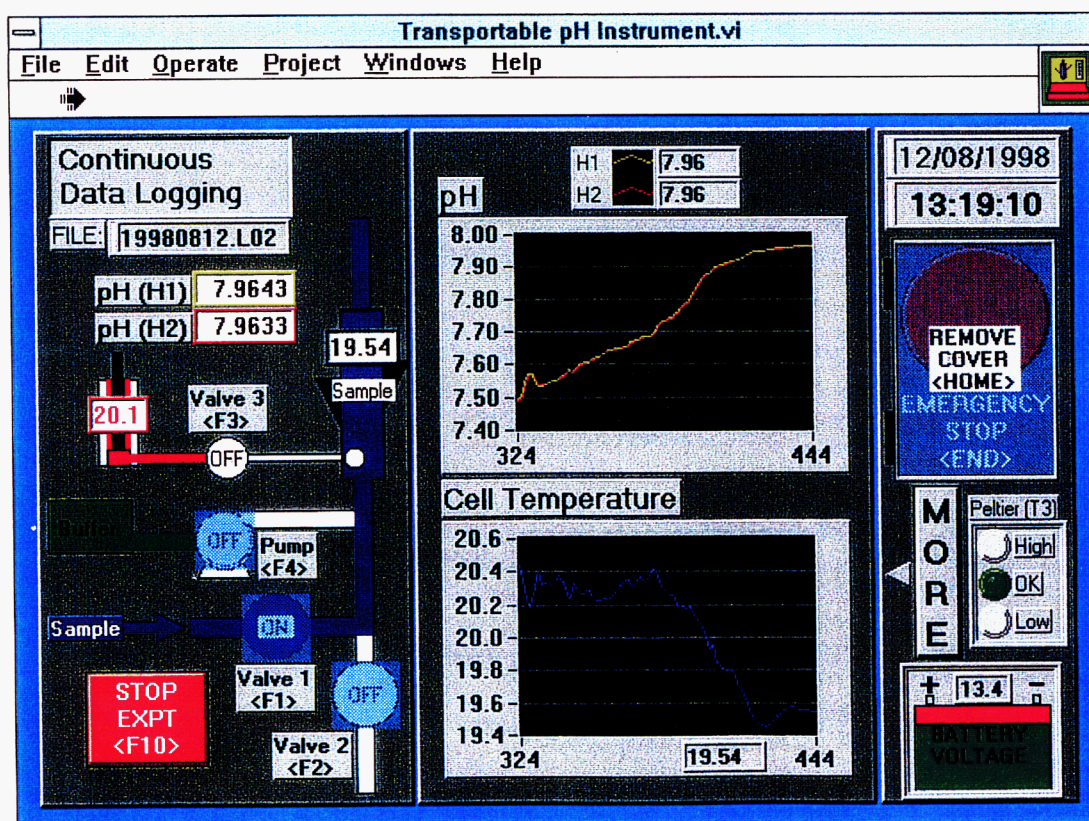 Transportable pH Instrument.vi
File Edit Operate Project Windows Help
Continuous
Data Logging
FILE: 19980812.L02
pH (H1) 7.9643
pH (H2) 7.9633
19.54
Sample
20.1
Valve 3
<F3>
OFF
Buffer
OFF
Pump
<F4>
Sample
ON
Valve 1
<F1>
OFF
Valve 2
<F2>
STOP
EXPT
<F10>
H1 7.96
H2 7.96
pH
8.00
7.90
7.80
7.70
7.60
7.50
7.40
324 444
Cell Temperature
20.6
20.4
20.2
20.0
19.8
19.6
19.4
324 19.54 444
12/08/1998
13:19:10
REMOVE
COVER
<HOME>
EMERGENCY
STOP
<END>
MORE
Peltier (T3)
High
OK
Low
+ 13.4 -
BATTERY
VOLTAGE